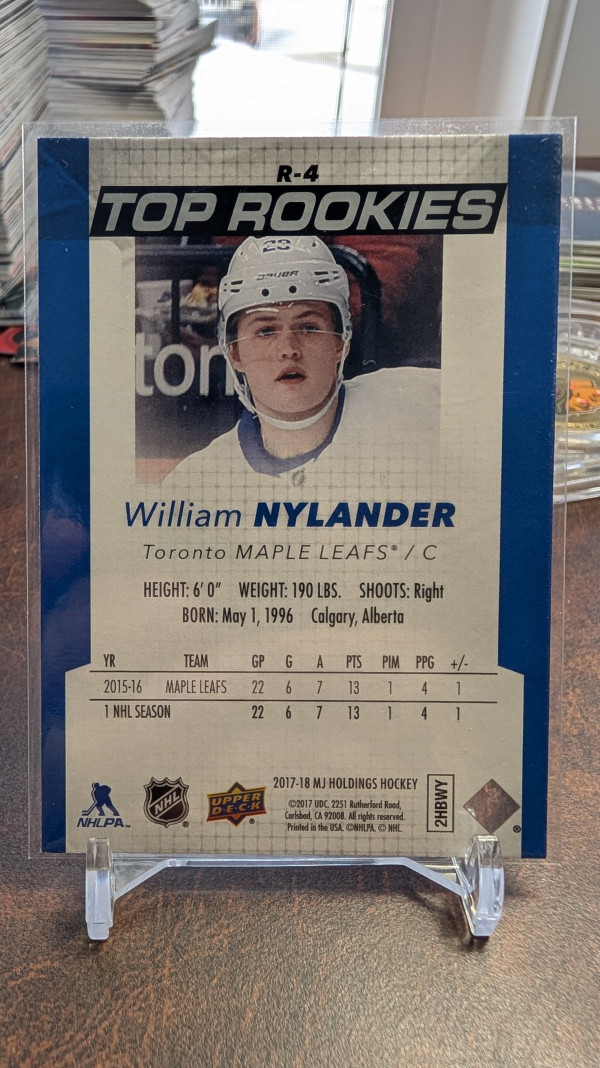 R-4
TOP ROOKIES
23
BAUER
ton
William NYLANDER
Toronto MAPLE LEAFS® / C
HEIGHT: 6' 0" WEIGHT: 190 LBS. SHOOTS: Right
BORN: May 1, 1996 Calgary, Alberta
YR TEAM GP G A PTS PIM PPG +/-
2015-16 MAPLE LEAFS 22 6 7 13 1 4 1
1 NHL SEASON 22 6 7 13 1 4 1
2017-18 MJ HOLDINGS HOCKEY
©2017 UDC. 2251 Rutherford Road,
Carlsbad, CA 92008. All rights reserved.
Printed in the USA. ©NHLPA. © NHL.
NHLPA™
NHL ®
UPPER
DECK ®
2HBWY
®